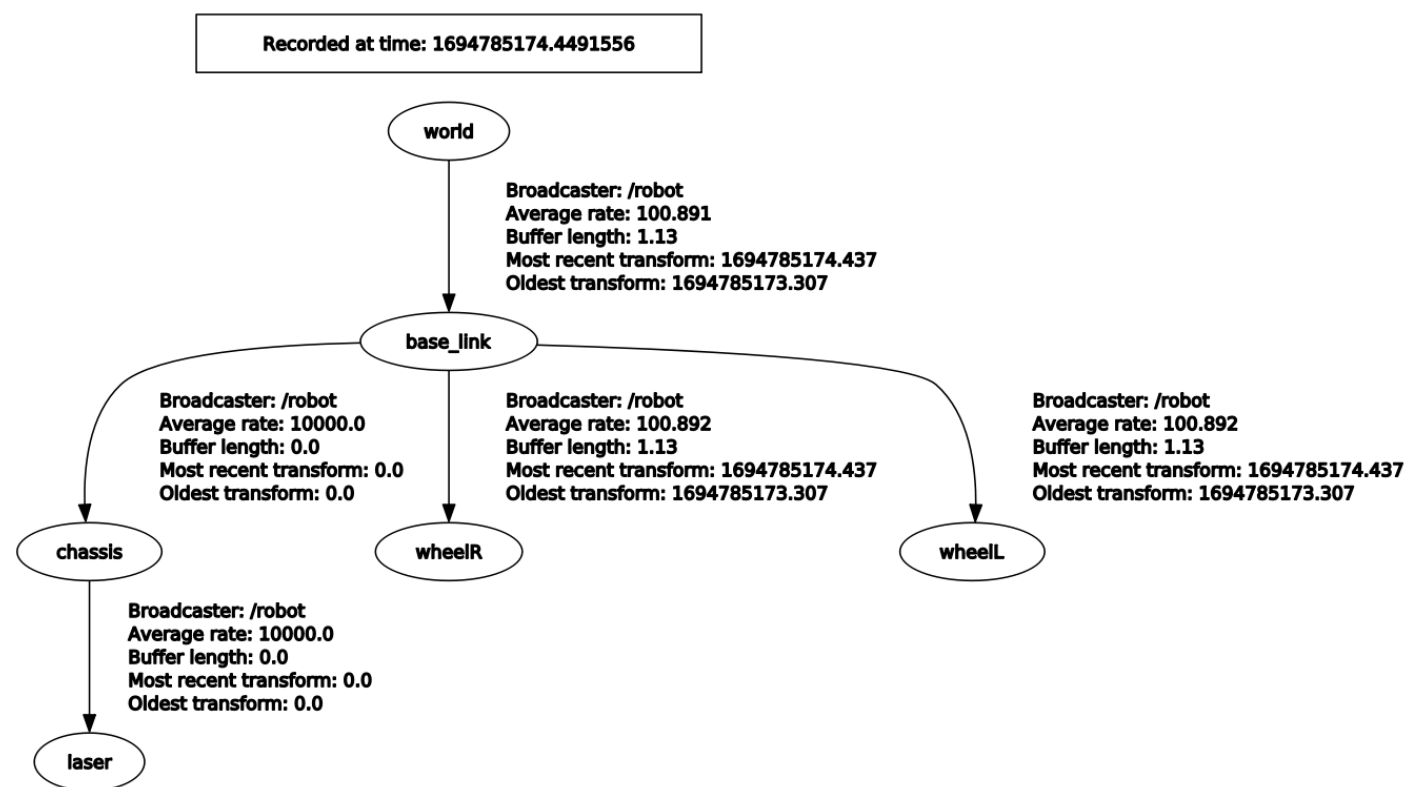 Recorded at time: 1694785174.4491556
world
Broadcaster: /robot
Average rate: 100.891
Buffer length: 1.13
Most recent transform: 1694785174.437
Oldest transform: 1694785173.307
base_link
Broadcaster: /robot
Average rate: 10000.0
Buffer length: 0.0
Most recent transform: 0.0
Oldest transform: 0.0
Broadcaster: /robot
Average rate: 100.892
Buffer length: 1.13
Most recent transform: 1694785174.437
Oldest transform: 1694785173.307
Broadcaster: /robot
Average rate: 100.892
Buffer length: 1.13
Most recent transform: 1694785174.437
Oldest transform: 1694785173.307
chassis
wheelR
wheelL
Broadcaster: /robot
Average rate: 10000.0
Buffer length: 0.0
Most recent transform: 0.0
Oldest transform: 0.0
laser